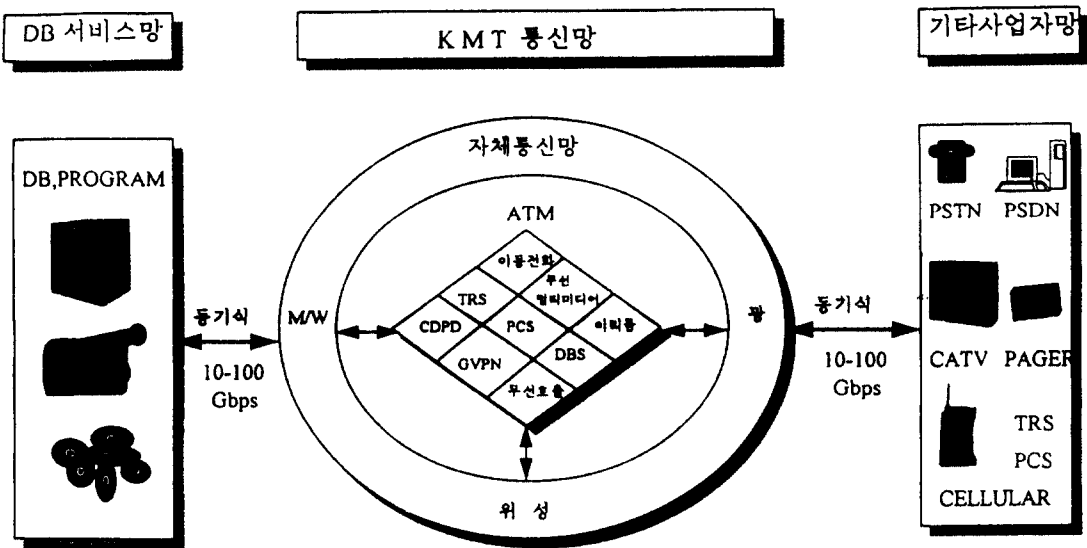 DB 서비스망
KMT 통신망
기타사업자망
DB,PROGRAM
동기식
10-100
Gbps
자체통신망
ATM
M/W
광
위 성
이동전화
무선
멀티미디어
TRS
CDPD
PCS
이리듐
GVPN
DBS
무선호출
동기식
10-100
Gbps
PSTN PSDN
CATV PAGER
TRS
PCS
CELLULAR